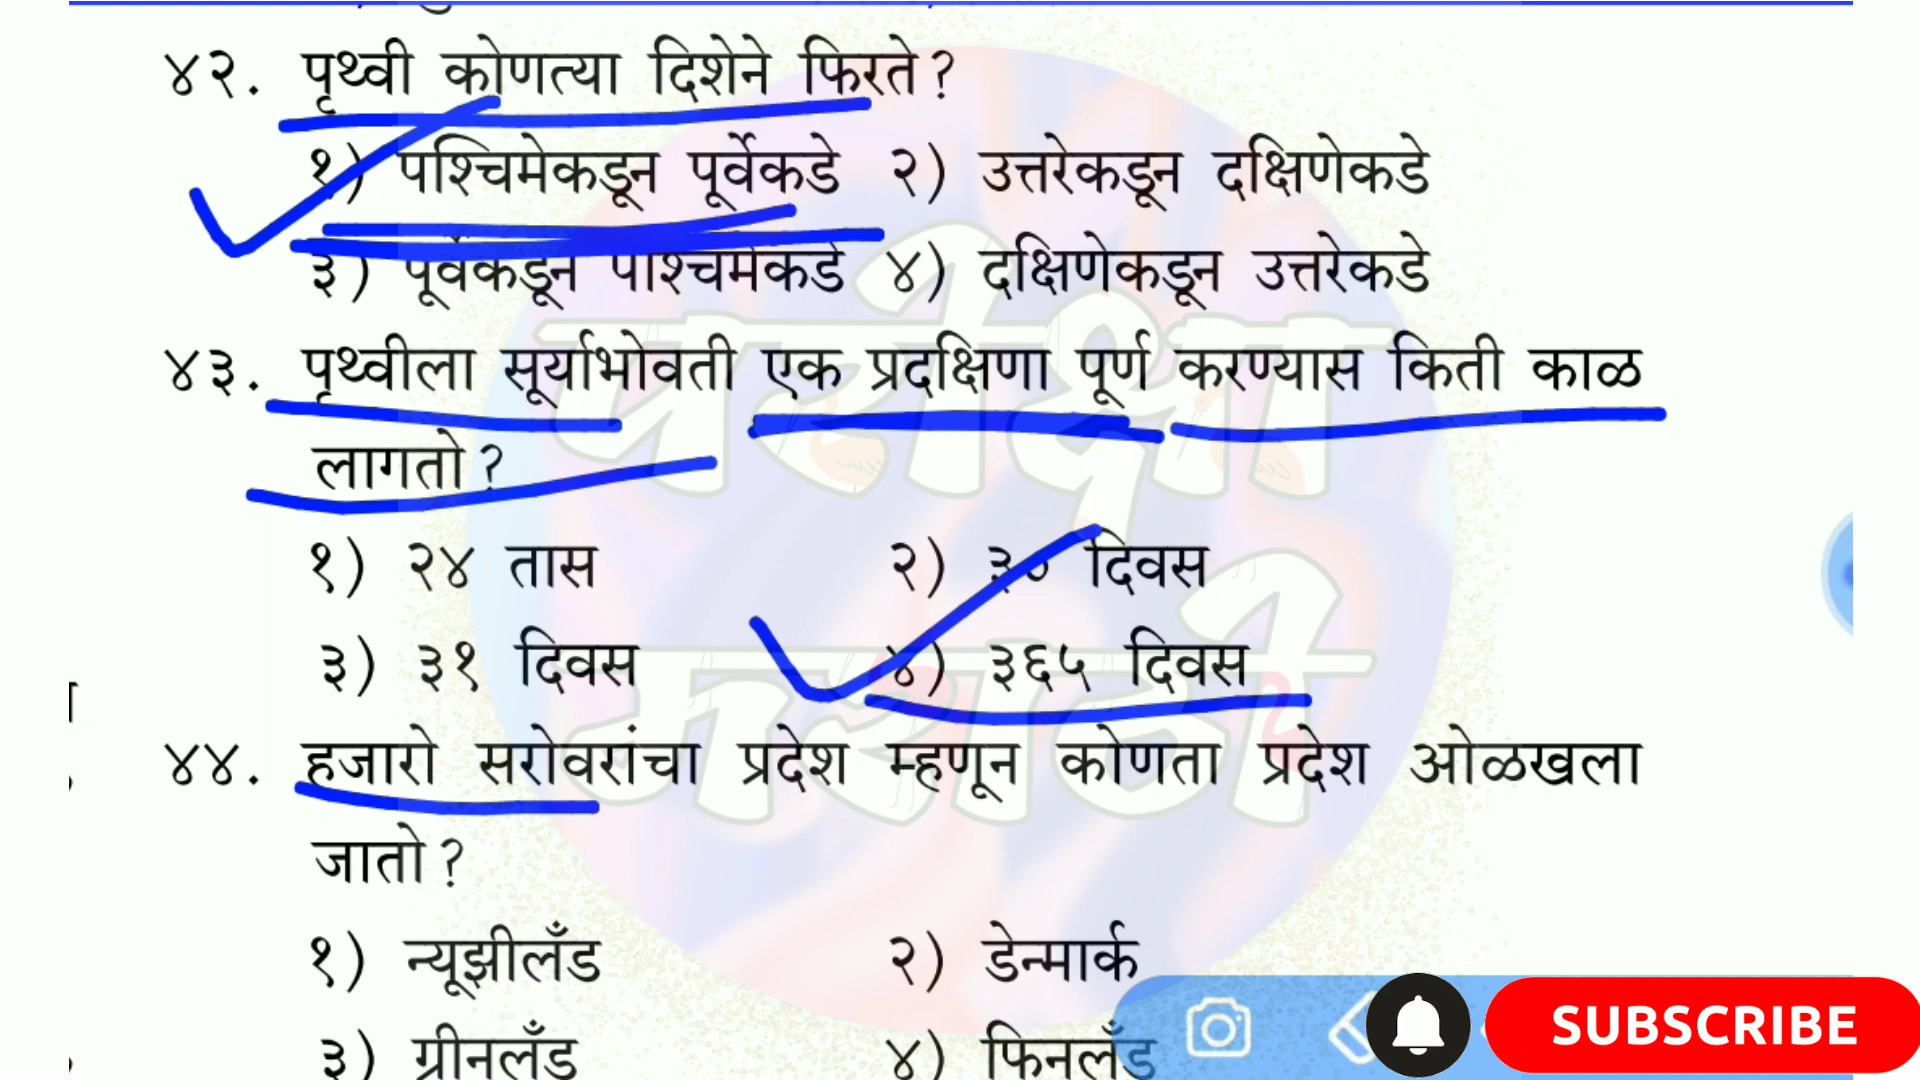 ४२. पृथ्वी कोणत्या दिशेने फिरते?
१) पश्चिमेकडून पूर्वेकडे २) उत्तरेकडून दक्षिणेकडे
३) पूर्वेकडून पश्चिमेकडे ४) दक्षिणेकडून उत्तरेकडे
४३. पृथ्वीला सूर्याभोवती एक प्रदक्षिणा पूर्ण करण्यास किती काळ
लागतो?
१) २४ तास २) ३० दिवस
३) ३१ दिवस ४) ३६५ दिवस
४४. हजारो सरोवरांचा प्रदेश म्हणून कोणता प्रदेश ओळखला
जातो?
१) न्यूझीलँड २) डेन्मार्क
३) ग्रीनलँड ४) फिनलँड
SUBSCRIBE
परीक्षा
मराठी